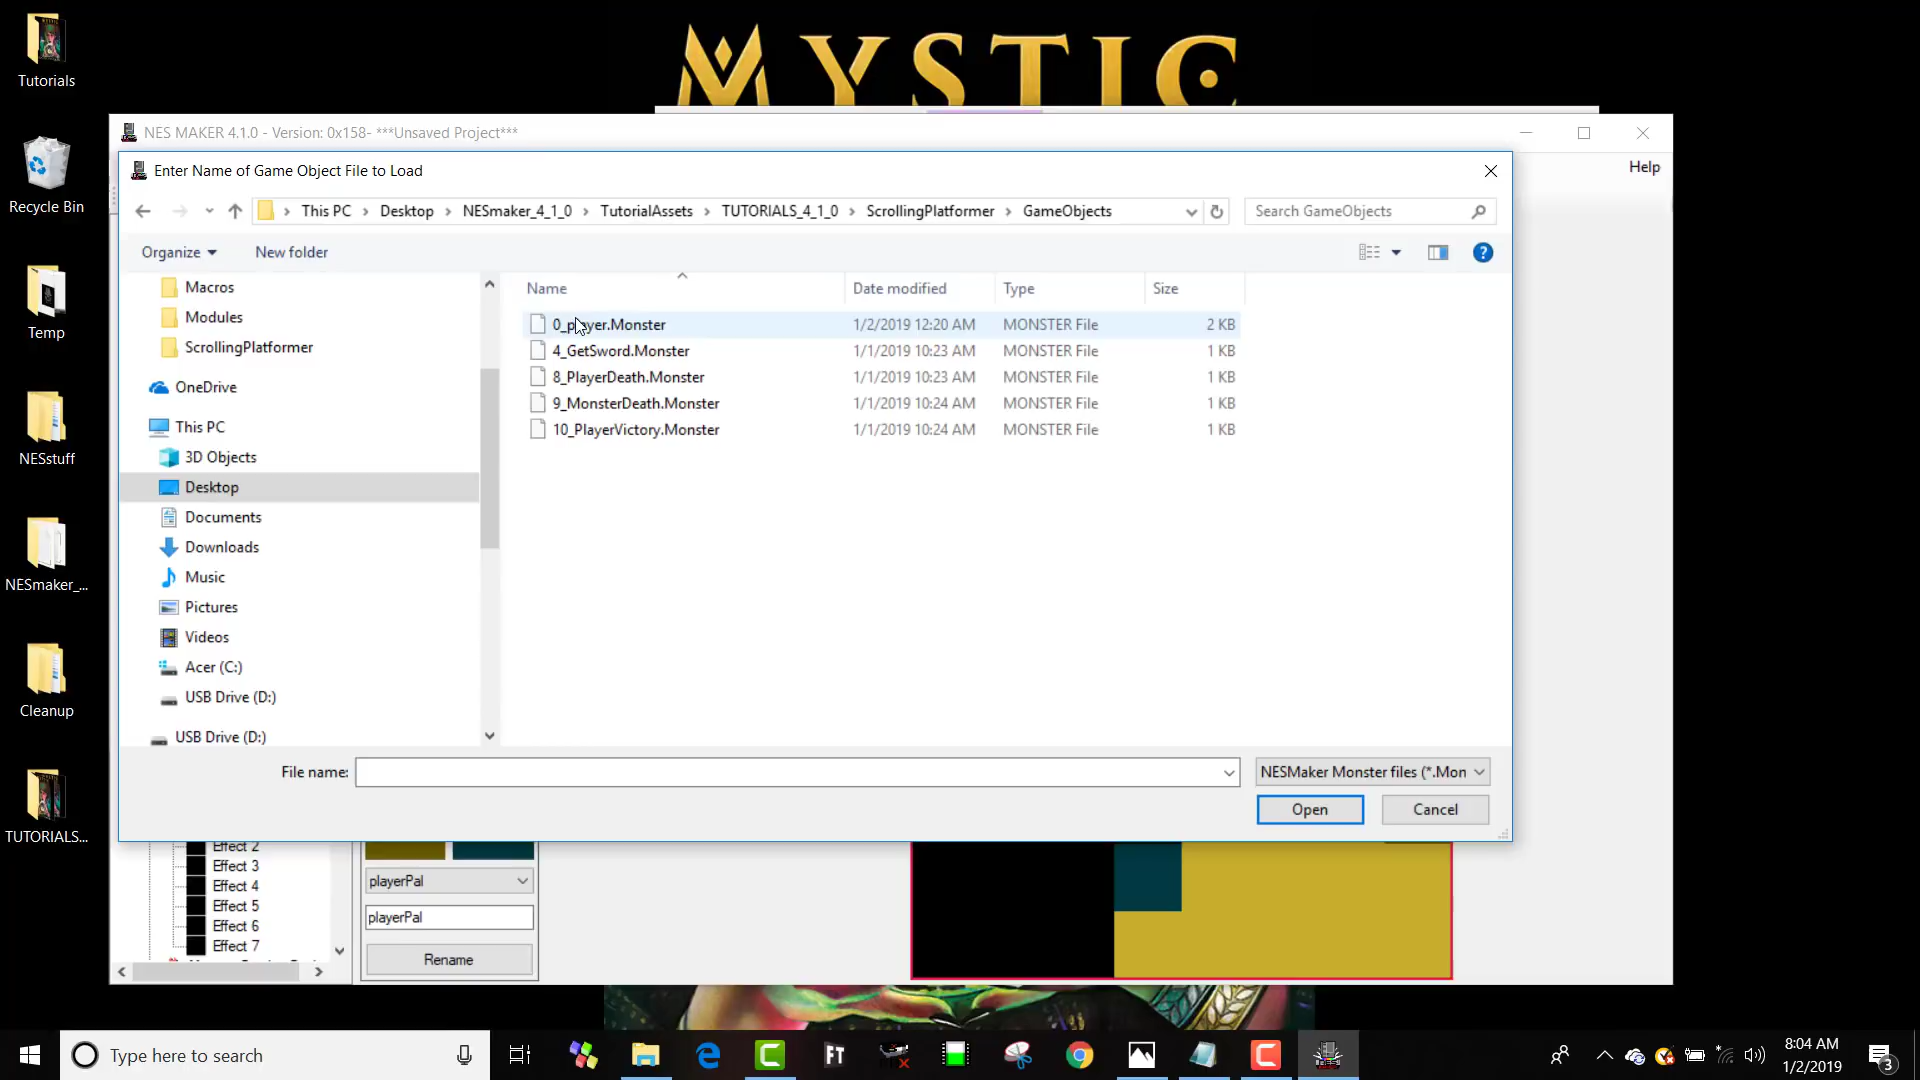 MYSTIC
Tutorials
Recycle Bin
Temp
NESstuff
NESmaker_...
Cleanup
TUTORIALS...
NES MAKER 4.1.0 - Version: 0x158- ***Unsaved Project***
Help
Enter Name of Game Object File to Load
This PC > Desktop > NESmaker_4_1_0 > TutorialAssets > TUTORIALS_4_1_0 > ScrollingPlatformer > GameObjects
Search GameObjects
Organize
New folder
Macros
Modules
ScrollingPlatformer
OneDrive
This PC
3D Objects
Desktop
Documents
Downloads
Music
Pictures
Videos
Acer (C:)
USB Drive (D:)
USB Drive (D:)
Name Date modified Type Size
0_player.Monster 1/2/2019 12:20 AM MONSTER File 2 KB
4_GetSword.Monster 1/1/2019 10:23 AM MONSTER File 1 KB
8_PlayerDeath.Monster 1/1/2019 10:23 AM MONSTER File 1 KB
9_MonsterDeath.Monster 1/1/2019 10:24 AM MONSTER File 1 KB
10_PlayerVictory.Monster 1/1/2019 10:24 AM MONSTER File 1 KB
File name:
NESMaker Monster files (*.Mon
Open
Cancel
Effect 2
Effect 3
Effect 4
Effect 5
Effect 6
Effect 7
playerPal
playerPal
Rename
Type here to search
FT
8:04 AM
1/2/2019
3